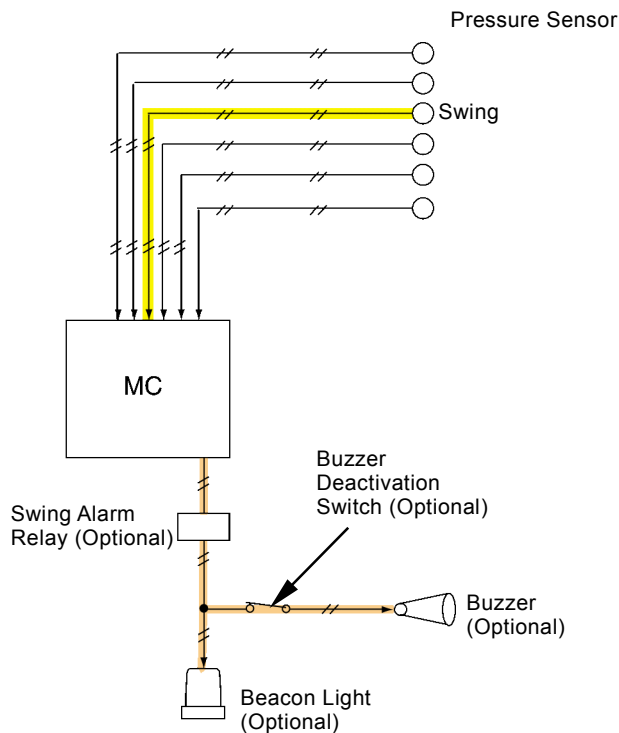 Pressure Sensor
Swing
MC
Buzzer
Deactivation
Switch (Optional)
Swing Alarm
Relay (Optional)
Buzzer
(Optional)
Beacon Light
(Optional)